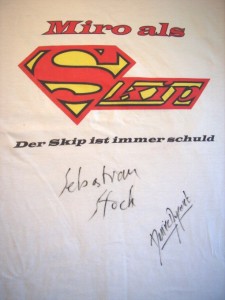 Miro als
Skip
Der Skip ist immer schuld
Sebastian
Stock